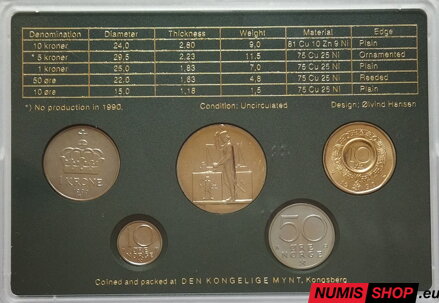 Denomination Diameter Thickness Weight Material Edge
10 kroner 24,0 2,80 9,0 81 Cu 10 Zn 9 Ni Plain
* 5 kroner 29,5 2,23 11,5 75 Cu 25 Ni Ornamented
1 krone 25,0 1,83 7,0 75 Cu 25 Ni Plain
50 øre 22,0 1,63 4,8 75 Cu 25 Ni Reeded
10 øre 15,0 1,18 1,5 75 Cu 25 Ni Plain
*) No production in 1990. Condition: Uncirculated Design: Øivind Hansen
1 KRONE
10
10
ØRE
NORGE
50
ØRE
NORGE
Coined and packed at DEN KONGELIGE MYNT, Kongsberg
NUMIS SHOP.eu